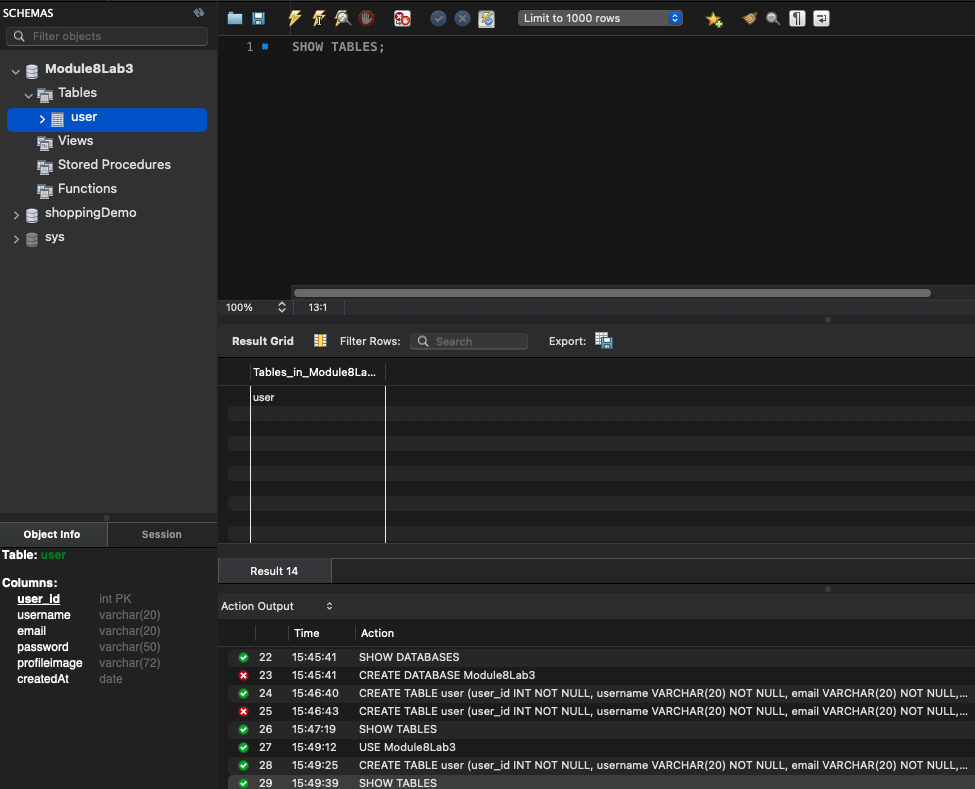 SCHEMAS
Filter objects
Module8Lab3
Tables
user
Views
Stored Procedures
Functions
shoppingDemo
sys
Object Info Session
Table: user
Columns:
user_id int PK
username varchar(20)
email varchar(20)
password varchar(50)
profileimage varchar(72)
createdAt date
Limit to 1000 rows
1 SHOW TABLES;
100% 13:1
Result Grid Filter Rows: Search Export:
Tables_in_Module8La...
user
Result 14
Action Output
Time Action
22 15:45:41 SHOW DATABASES
23 15:45:41 CREATE DATABASE Module8Lab3
24 15:46:40 CREATE TABLE user (user_id INT NOT NULL, username VARCHAR(20) NOT NULL, email VARCHAR(20) NOT NULL,...
25 15:46:43 CREATE TABLE user (user_id INT NOT NULL, username VARCHAR(20) NOT NULL, email VARCHAR(20) NOT NULL,...
26 15:47:19 SHOW TABLES
27 15:49:12 USE Module8Lab3
28 15:49:25 CREATE TABLE user (user_id INT NOT NULL, username VARCHAR(20) NOT NULL, email VARCHAR(20) NOT NULL,...
29 15:49:39 SHOW TABLES